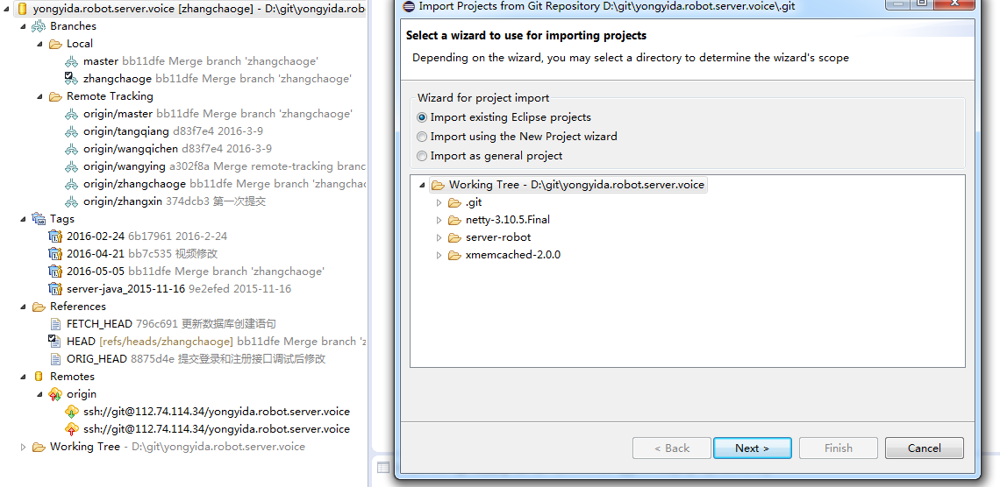 yongyida.robot.server.voice [zhangchaoge] - D:\git\yongyida.robo
Branches
Local
master bb11dfe Merge branch 'zhangchaoge'
zhangchaoge bb11dfe Merge branch 'zhangchaoge'
Remote Tracking
origin/master bb11dfe Merge branch 'zhangchaoge'
origin/tangqiang d83f7e4 2016-3-9
origin/wangqichen d83f7e4 2016-3-9
origin/wangying a302f8a Merge remote-tracking branc
origin/zhangchaoge bb11dfe Merge branch 'zhangchaoc
origin/zhangxin 374dcb3 第一次提交
Tags
2016-02-24 6b17961 2016-2-24
2016-04-21 bb7c535 视频修改
2016-05-05 bb11dfe Merge branch 'zhangchaoge'
server-java_2015-11-16 9e2efed 2015-11-16
References
FETCH_HEAD 796c691 更新数据库创建语句
HEAD [refs/heads/zhangchaoge] bb11dfe Merge branch 'z
ORIG_HEAD 8875d4e 提交登录和注册接口调试后修改
Remotes
origin
ssh://git@112.74.114.34/yongyida.robot.server.voice
ssh://git@112.74.114.34/yongyida.robot.server.voice
Working Tree - D:\git\yongyida.robot.server.voice
Import Projects from Git Repository D:\git\yongyida.robot.server.voice\.git
Select a wizard to use for importing projects
Depending on the wizard, you may select a directory to determine the wizard's scope
Wizard for project import
Import existing Eclipse projects
Import using the New Project wizard
Import as general project
Working Tree - D:\git\yongyida.robot.server.voice
.git
netty-3.10.5.Final
server-robot
xmemcached-2.0.0
< Back
Next >
Finish
Cancel